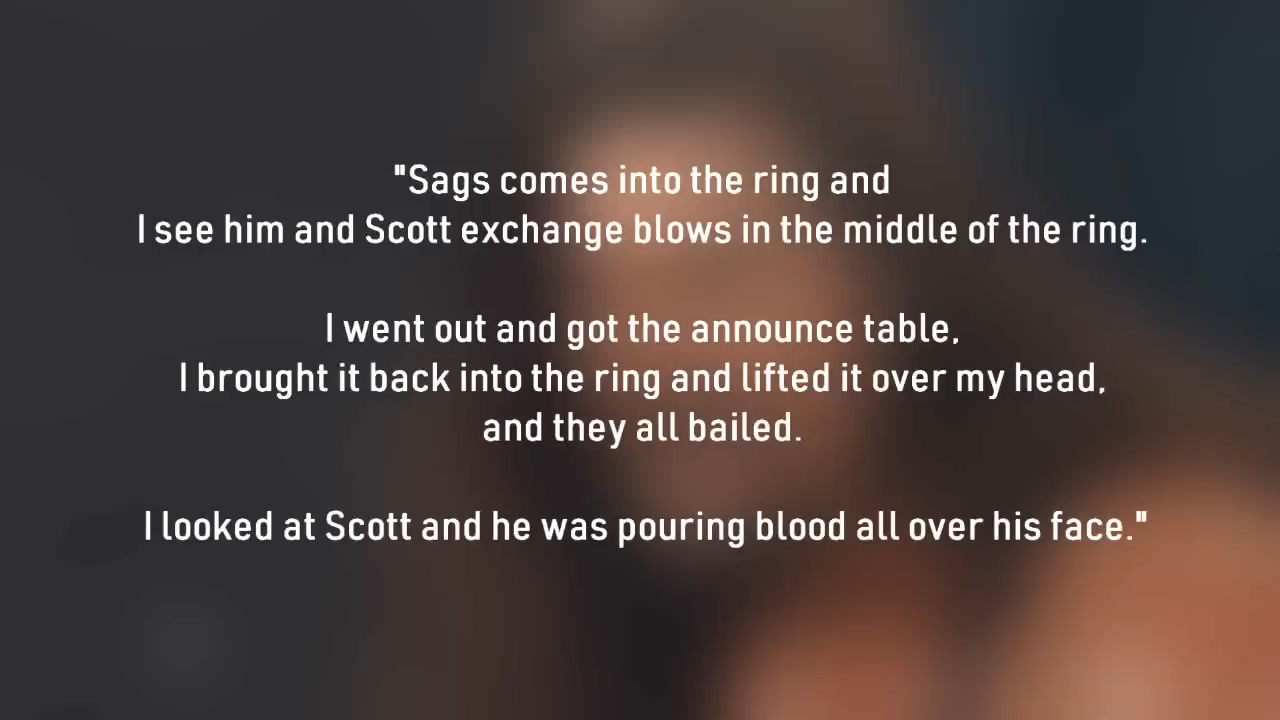 "Sags comes into the ring and
I see him and Scott exchange blows in the middle of the ring.
I went out and got the announce table,
I brought it back into the ring and lifted it over my head,
and they all bailed.
I looked at Scott and he was pouring blood all over his face."